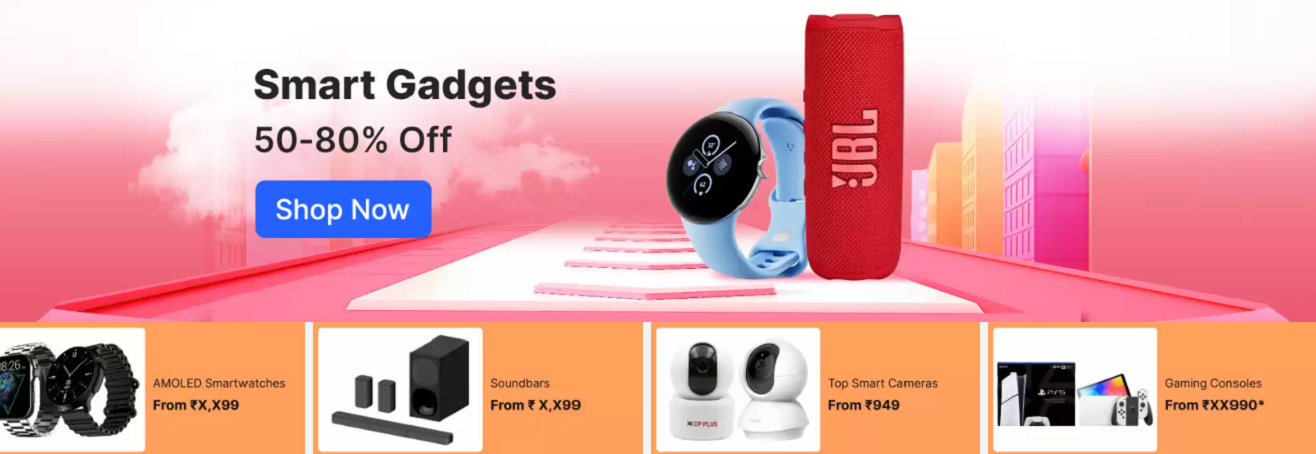 Smart Gadgets
50-80% Off
Shop Now
JBL
AMOLED Smartwatches
From ₹X,X99
Soundbars
From ₹ X,X99
CP PLUS
Top Smart Cameras
From ₹949
PS5
Gaming Consoles
From ₹XX990*